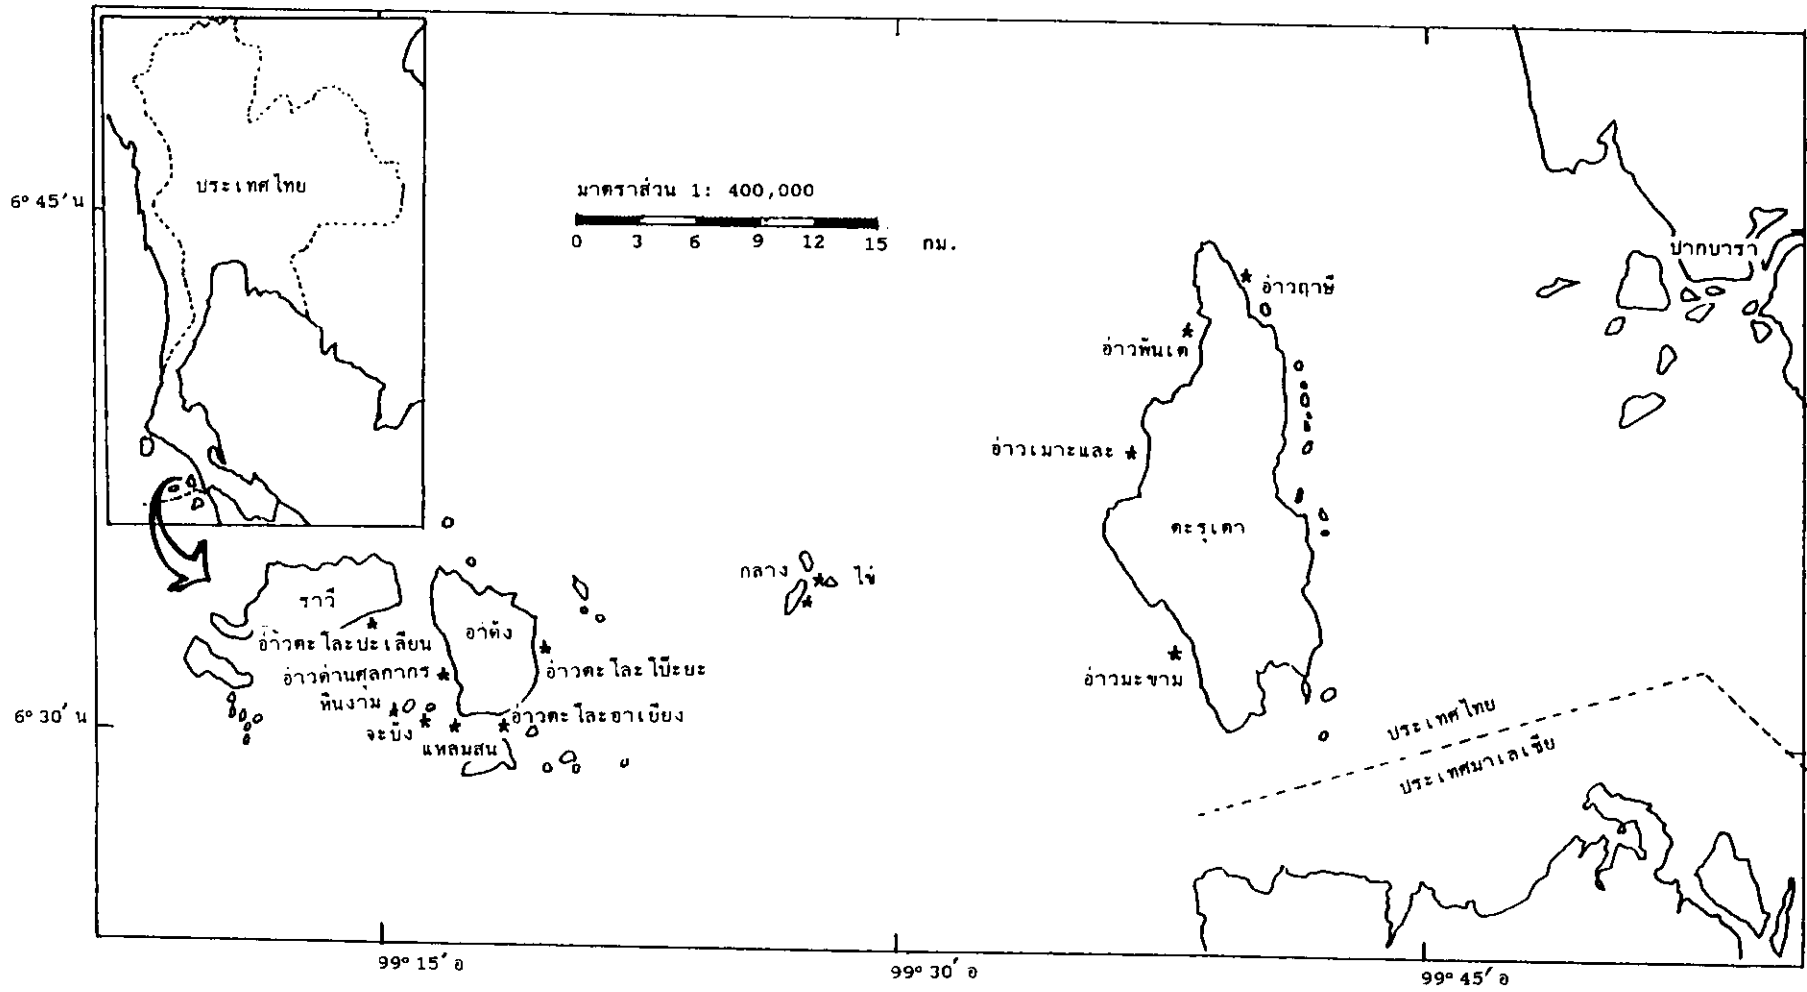 ประเทศไทย
6° 45′น
มาตราส่วน 1: 400,000
0 3 6 9 12 15 กม.
ปากบารา
อ่าวฤาษี
อ่าวพันเต
อ่าวเมาะและ
ตะรุเตา
กลาง
ไข่
ราวี
อาดัง
อ่าวตะโละปะเลียน
อ่าวด่านศุลกากร
อ่าวตะโละโป๊ะยะ
อ่าวมะขาม
หินงาม
6° 30′น
จะบัง
อ่าวตะโละอาเยียง
แหลมสน
ประเทศไทย
ประเทศมาเลเซีย
99° 15′ อ
99° 30′ อ
99° 45′ อ